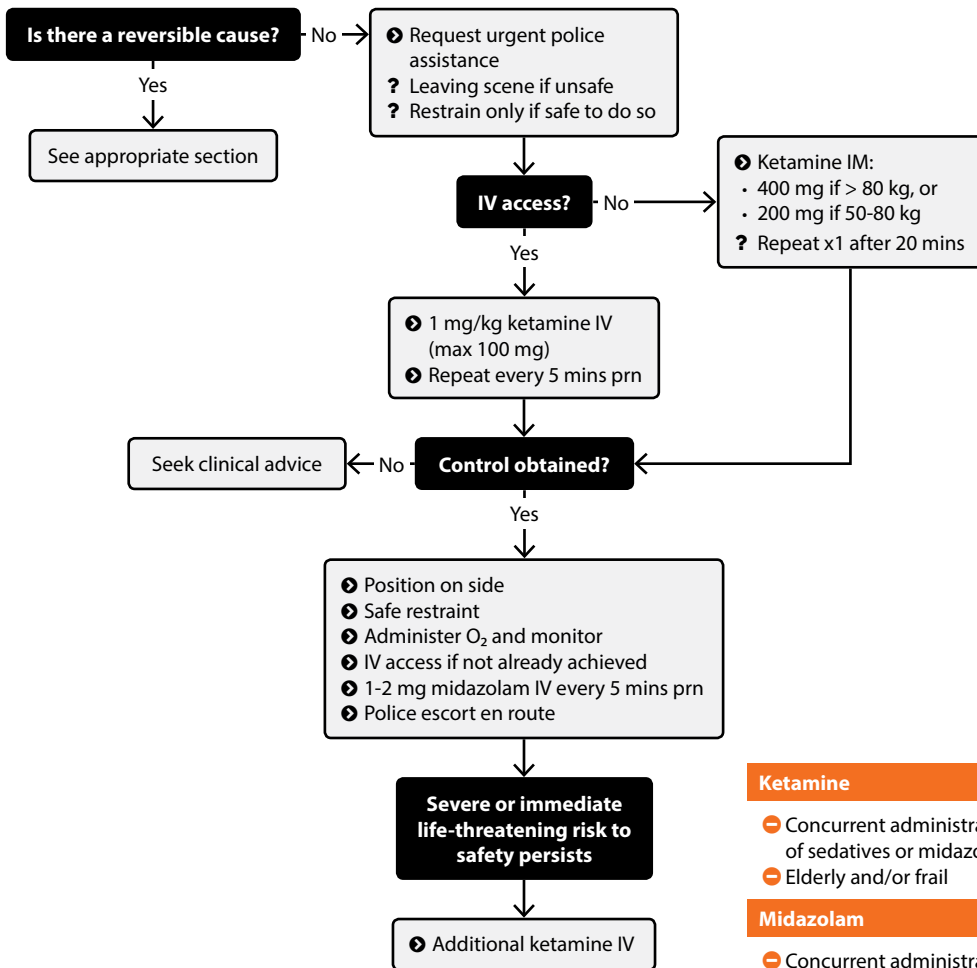 Is there a reversible cause?
No
Request urgent police
assistance
? Leaving scene if unsafe
? Restrain only if safe to do so
Yes
See appropriate section
IV access?
No
Ketamine IM:
· 400 mg if > 80 kg, or
· 200 mg if 50-80 kg
? Repeat x1 after 20 mins
Yes
1 mg/kg ketamine IV
(max 100 mg)
Repeat every 5 mins prn
Seek clinical advice
No
Control obtained?
Yes
Position on side
Safe restraint
Administer O₂ and monitor
IV access if not already achieved
1-2 mg midazolam IV every 5 mins prn
Police escort en route
Severe or immediate
life-threatening risk to
safety persists
Additional ketamine IV
Ketamine
Concurrent
of sedatives or
Elderly and/or frail
Midazolam
Concurrent